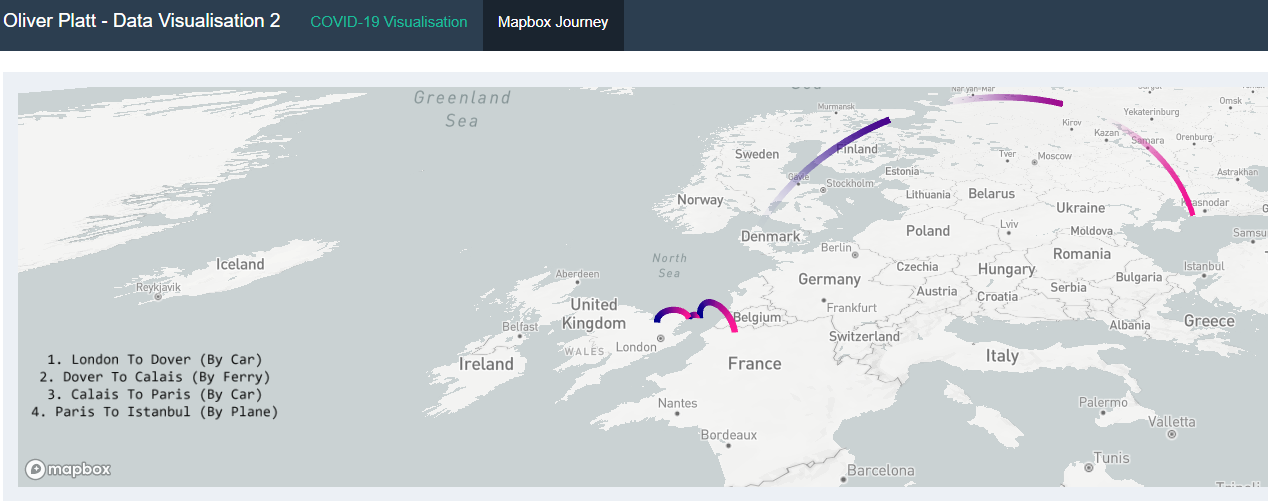 Oliver Platt - Data Visualisation 2 COVID-19 Visualisation Mapbox Journey
Greenland
Sea
Murmansk
Nar'yan-Mar
Omsk
Yekaterinburg
Kirov
Kazan
Orenburg
Samara
Sweden
Finland
Tver
Moscow
Estonia
Gävle
Stockholm
Astrakhan
Lithuania
Belarus
Norway
Ukraine
Krasnodar
Denmark
Poland
Lviv
Moldova
Samsu
Berlin
Romania
North
Sea
Iceland
Czechia
Hungary
Istanbul
Aberdeen
Germany
Bulgaria
Reykjavik
Austria
Croatia
Serbia
United
Kingdom
Frankfurt
Belgium
Albania
Greece
Belfast
Switzerland
London
WALES
Italy
Ireland
France
1. London To Dover (By Car)
2. Dover To Calais (By Ferry)
3. Calais To Paris (By Car)
4. Paris To Istanbul (By Plane)
Nantes
Palermo
Valletta
Bordeaux
Tunis
mapbox
Barcelona